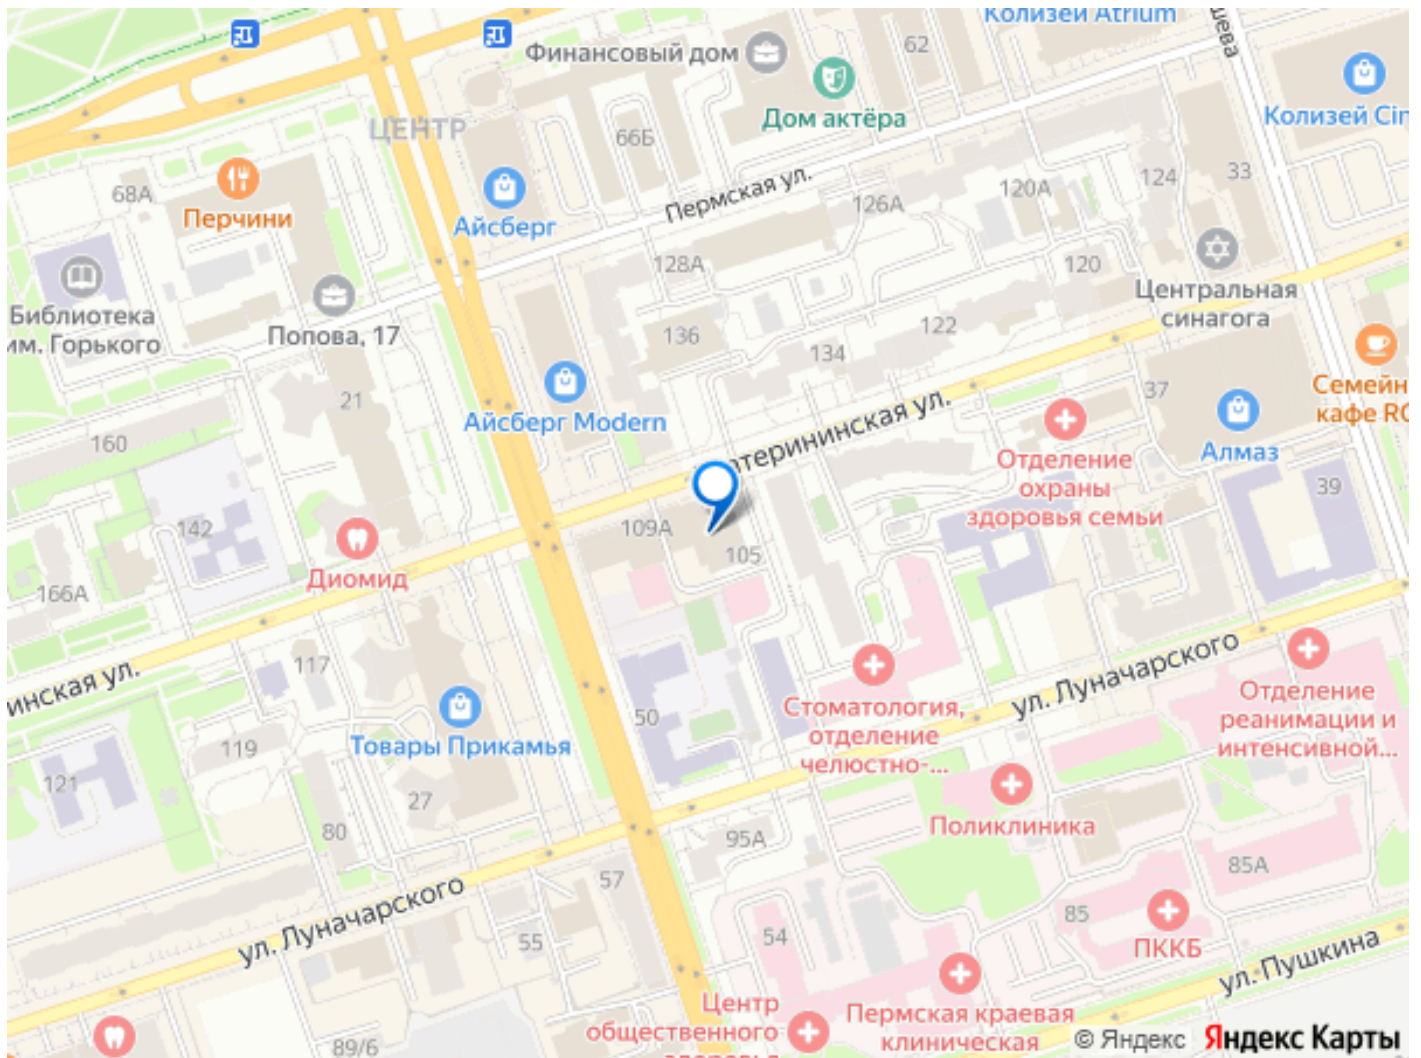 Колизей Atrium
62
Финансовый дом
Дом актёра
Колизей Cin
ЦЕНТР
66Б
68А
Перчини
Айсберг
Пермская ул.
126А
120А
124
33
Библиотека
им. Горького
Попова, 17
128А
136
120
Центральная
синагога
122
134
21
Айсберг Modern
37
Семейн
кафе RO
Алмаз
160
Отделение
охраны
здоровья семьи
39
142
109А
105
Диомид
166А
117
инская ул.
Стоматология,
отделение
челюстно-...
ул. Луначарского
Отделение
реанимации и
интенсивной...
50
119
Товары Прикамья
121
27
80
Поликлиника
95А
85А
57
ул. Луначарского
55
54
85
ПККБ
ул. Пушкина
Центр
общественного
здоровья
Пермская краевая
клиническая
89/6
© Яндекс Яндекс Карты